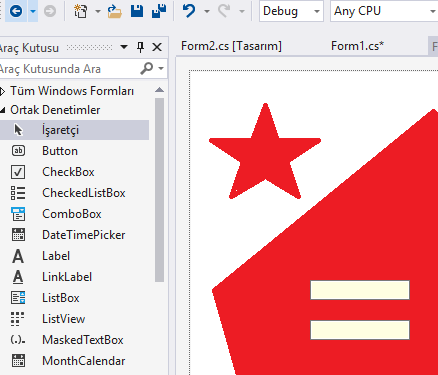 Debug
Any CPU
Araç Kutusu
Form2.cs [Tasarım]
Form1.cs*
Araç Kutusunda Ara
Tüm Windows Formları
Ortak Denetimler
İşaretçi
Button
CheckBox
CheckedListBox
ComboBox
DateTimePicker
Label
LinkLabel
ListBox
ListView
MaskedTextBox
MonthCalendar